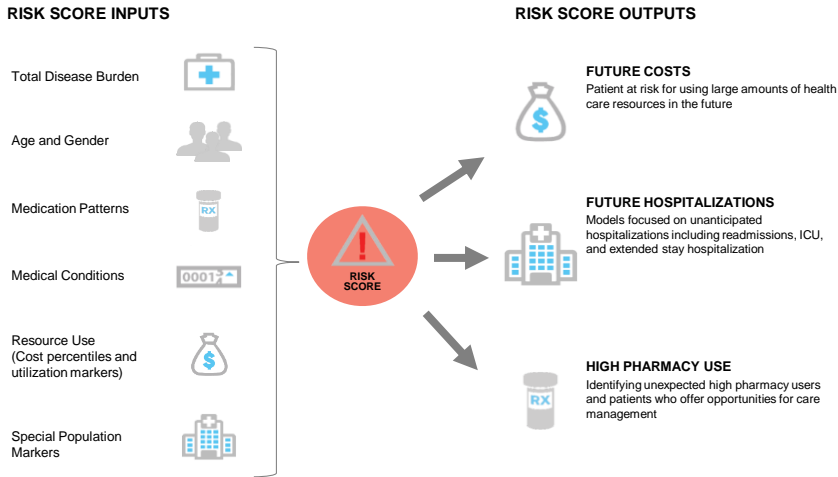 RISK SCORE INPUTS
Total Disease Burden
Age and Gender
Medication Patterns
RX
Medical Conditions
0001
Resource Use
(Cost percentiles and
utilization markers)
$
Special Population
Markers
!
RISK
SCORE
RISK SCORE OUTPUTS
$
FUTURE COSTS
Patient at risk for using large amounts of health
care resources in the future
FUTURE HOSPITALIZATIONS
Models focused on unanticipated
hospitalizations including readmissions, ICU,
and extended stay hospitalization
RX
HIGH PHARMACY USE
Identifying unexpected high pharmacy users
and patients who offer opportunities for care
management